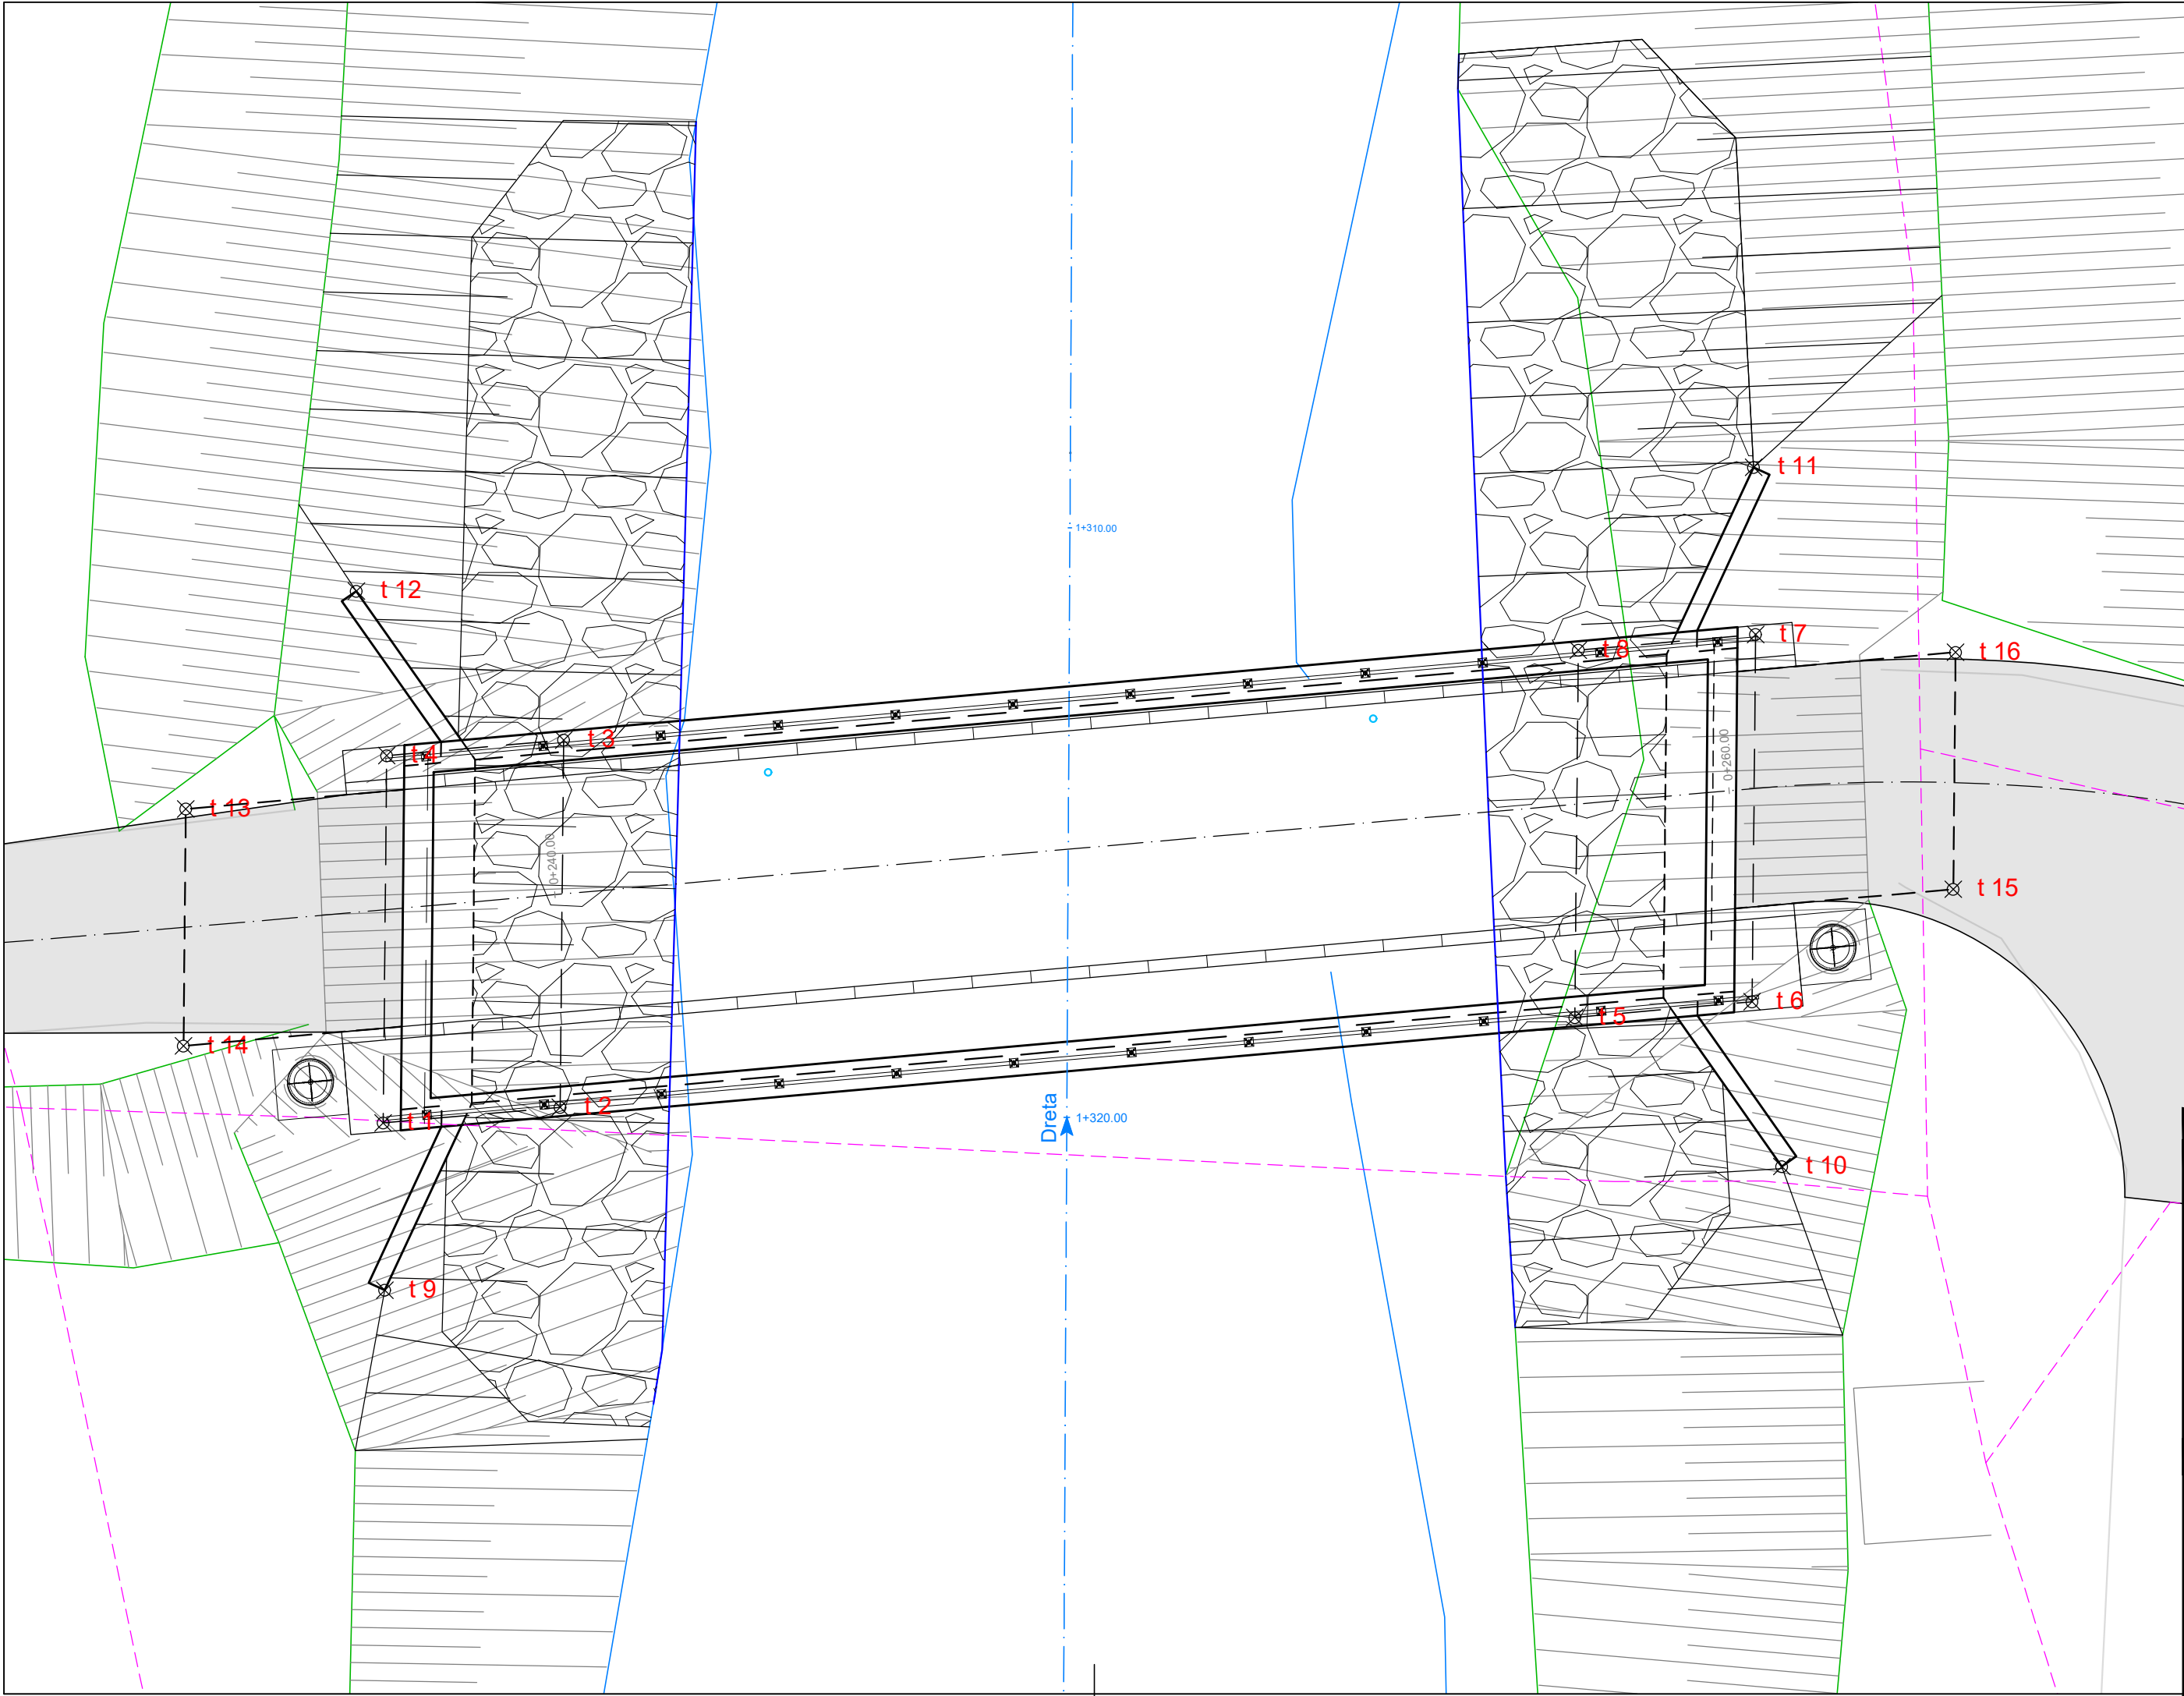 t 11
1+310.00
t 12
t 7
t 8
t 16
t 3
t 4
0+260.00
t 13
0+240.00
t 15
t 6
t 5
t 14
t 2
t 1
Dreta
1+320.00
t 10
t 9